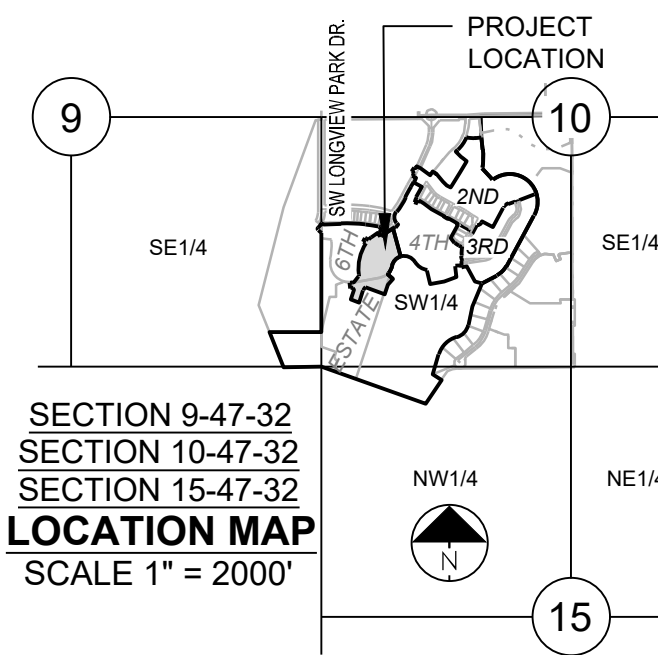 PROJECT
LOCATION
SW LONGVIEW PARK DR.
9
10
2ND
6TH
4TH
3RD
SE1/4
SE1/4
SW1/4
ESTATE
SECTION 9-47-32
SECTION 10-47-32
SECTION 15-47-32
LOCATION MAP
SCALE 1" = 2000'
NW1/4
NE1/4
N
15